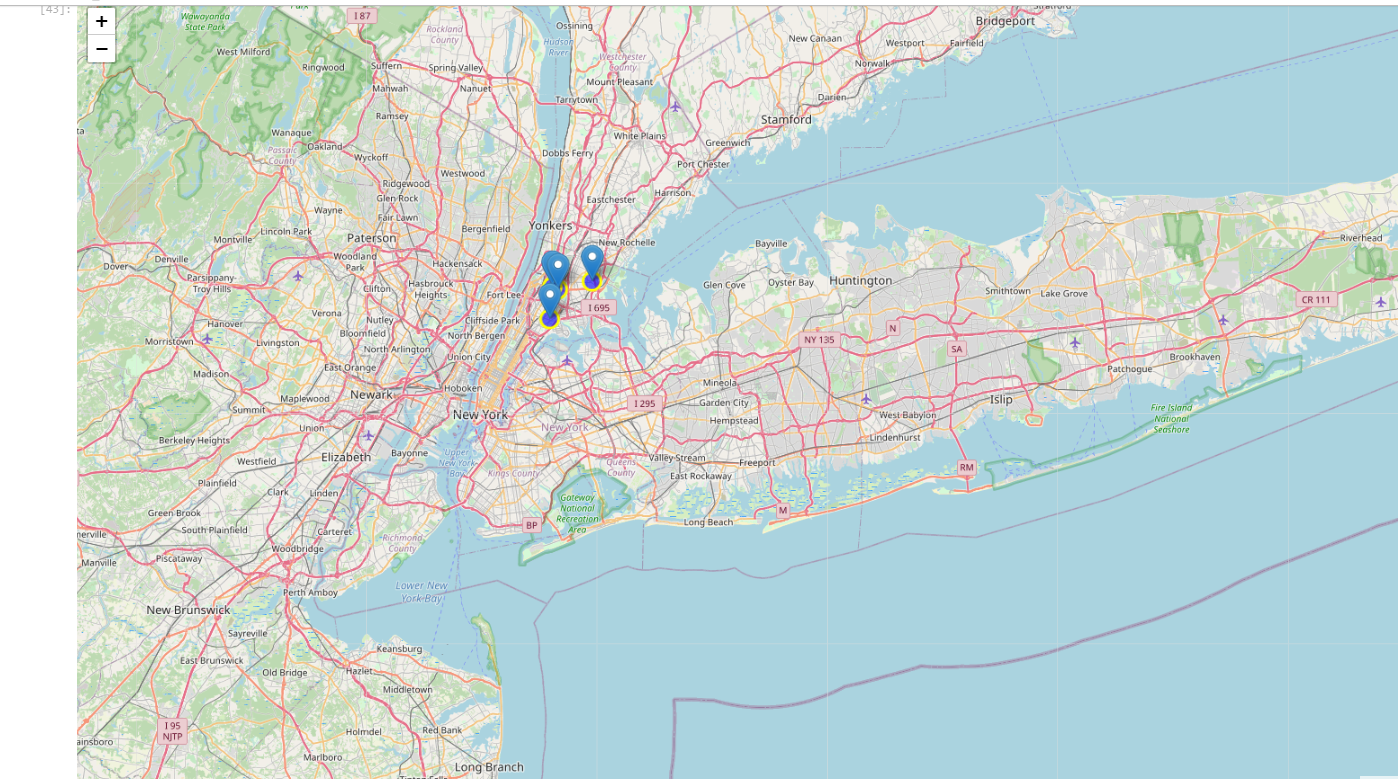 [43]:
+
−
Wawayanda
State Park
I 87
Ossining
Bridgeport
Rockland
County
Hudson
River
New Canaan
Westport
Fairfield
West Milford
Ringwood
Suffern
Spring Valley
Westchester
County
Norwalk
Mahwah
Nanuet
Mount Pleasant
Tarrytown
Darien
Ramsey
Stamford
Wanaque
Oakland
White Plains
Greenwich
Passaic
County
Wyckoff
Dobbs Ferry
Port Chester
Westwood
Ridgewood
Harrison
Glen Rock
Eastchester
Wayne
Fair Lawn
Yonkers
Lincoln Park
Bergenfield
Montville
Paterson
New Rochelle
Bayville
Riverhead
Denville
Woodland
Park
Hackensack
Dover
Parsippany-
Troy Hills
Clifton
Hasbrouck
Heights
Fort Lee
Glen Cove
Oyster Bay
Huntington
Smithtown
Lake Grove
CR 111
I 695
Verona
Nutley
Cliffside Park
Hanover
Bloomfield
North Bergen
N
Morristown
Livingston
North Arlington
Union City
NY 135
SA
Brookhaven
East Orange
Patchogue
Madison
Hoboken
Mineola
Maplewood
Newark
Garden City
Islip
Summit
New York
I 295
Hempstead
West Babylon
Fire Island
National
Seashore
Union
New York
Berkeley Heights
Lindenhurst
Elizabeth
Bayonne
Upper
New York
Bay
Westfield
Valley Stream
Freeport
Kings County
Queens
County
RM
Plainfield
East Rockaway
Clark
Linden
Gateway
National
Recreation
Area
M
Green Brook
BP
Long Beach
South Plainfield
Carteret
Richmond
County
Woodbridge
Piscataway
Manville
Perth Amboy
Lower New
York Bay
New Brunswick
Sayreville
Keansburg
East Brunswick
Old Bridge
Hazlet
Middletown
I 95
NJTP
Holmdel
Red Bank
Marlboro
Long Branch